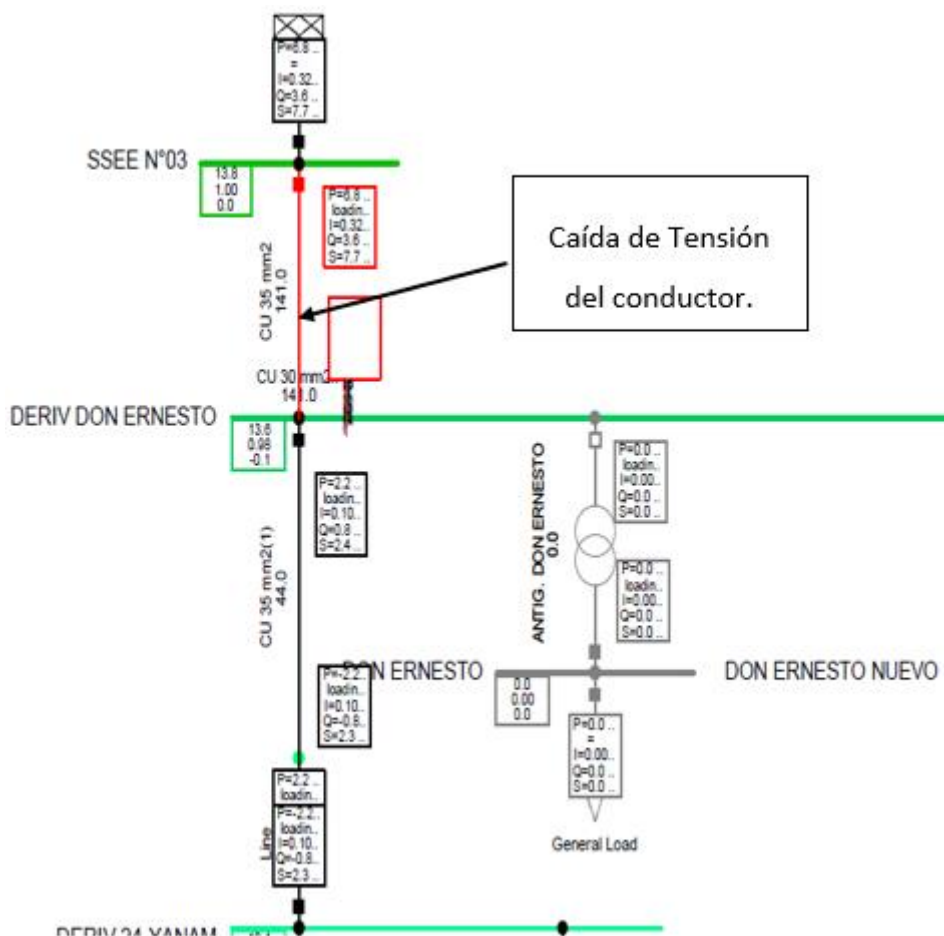 P=6.8 ..
=
I=0.32..
Q=3.6 ..
S=7.7 ..
SSEE N°03
13.8
1.00
0.0
P=6.8 ..
loadin..
I=0.32..
Q=3.6 ..
S=7.7 ..
Caída de Tensión
del conductor.
CU 35 mm2
141.0
CU 30 mm2
141.0
DERIV DON ERNESTO
13.6
0.98
-0.1
P=2.2 ..
loadin..
I=0.10..
Q=0.8 ..
S=2.4 ..
CU 35 mm2(1)
44.0
P=0.0 ..
loadin..
I=0.00..
Q=0.0 ..
S=0.0 ..
ANTIG. DON ERNESTO
0.0
P=0.0 ..
loadin..
I=0.00..
Q=0.0 ..
S=0.0 ..
DON ERNESTO
DON ERNESTO NUEVO
0.0
0.00
0.0
P=-2.2..
loadin..
I=0.10..
Q=-0.8..
S=2.3 ..
P=0.0 ..
=
I=0.00..
Q=0.0 ..
S=0.0 ..
General Load
P=2.2 ..
loadin..
P=-2.2..
loadin..
I=0.10..
Q=-0.8..
S=2.3 ..
Line
DERIV 24 YANAM